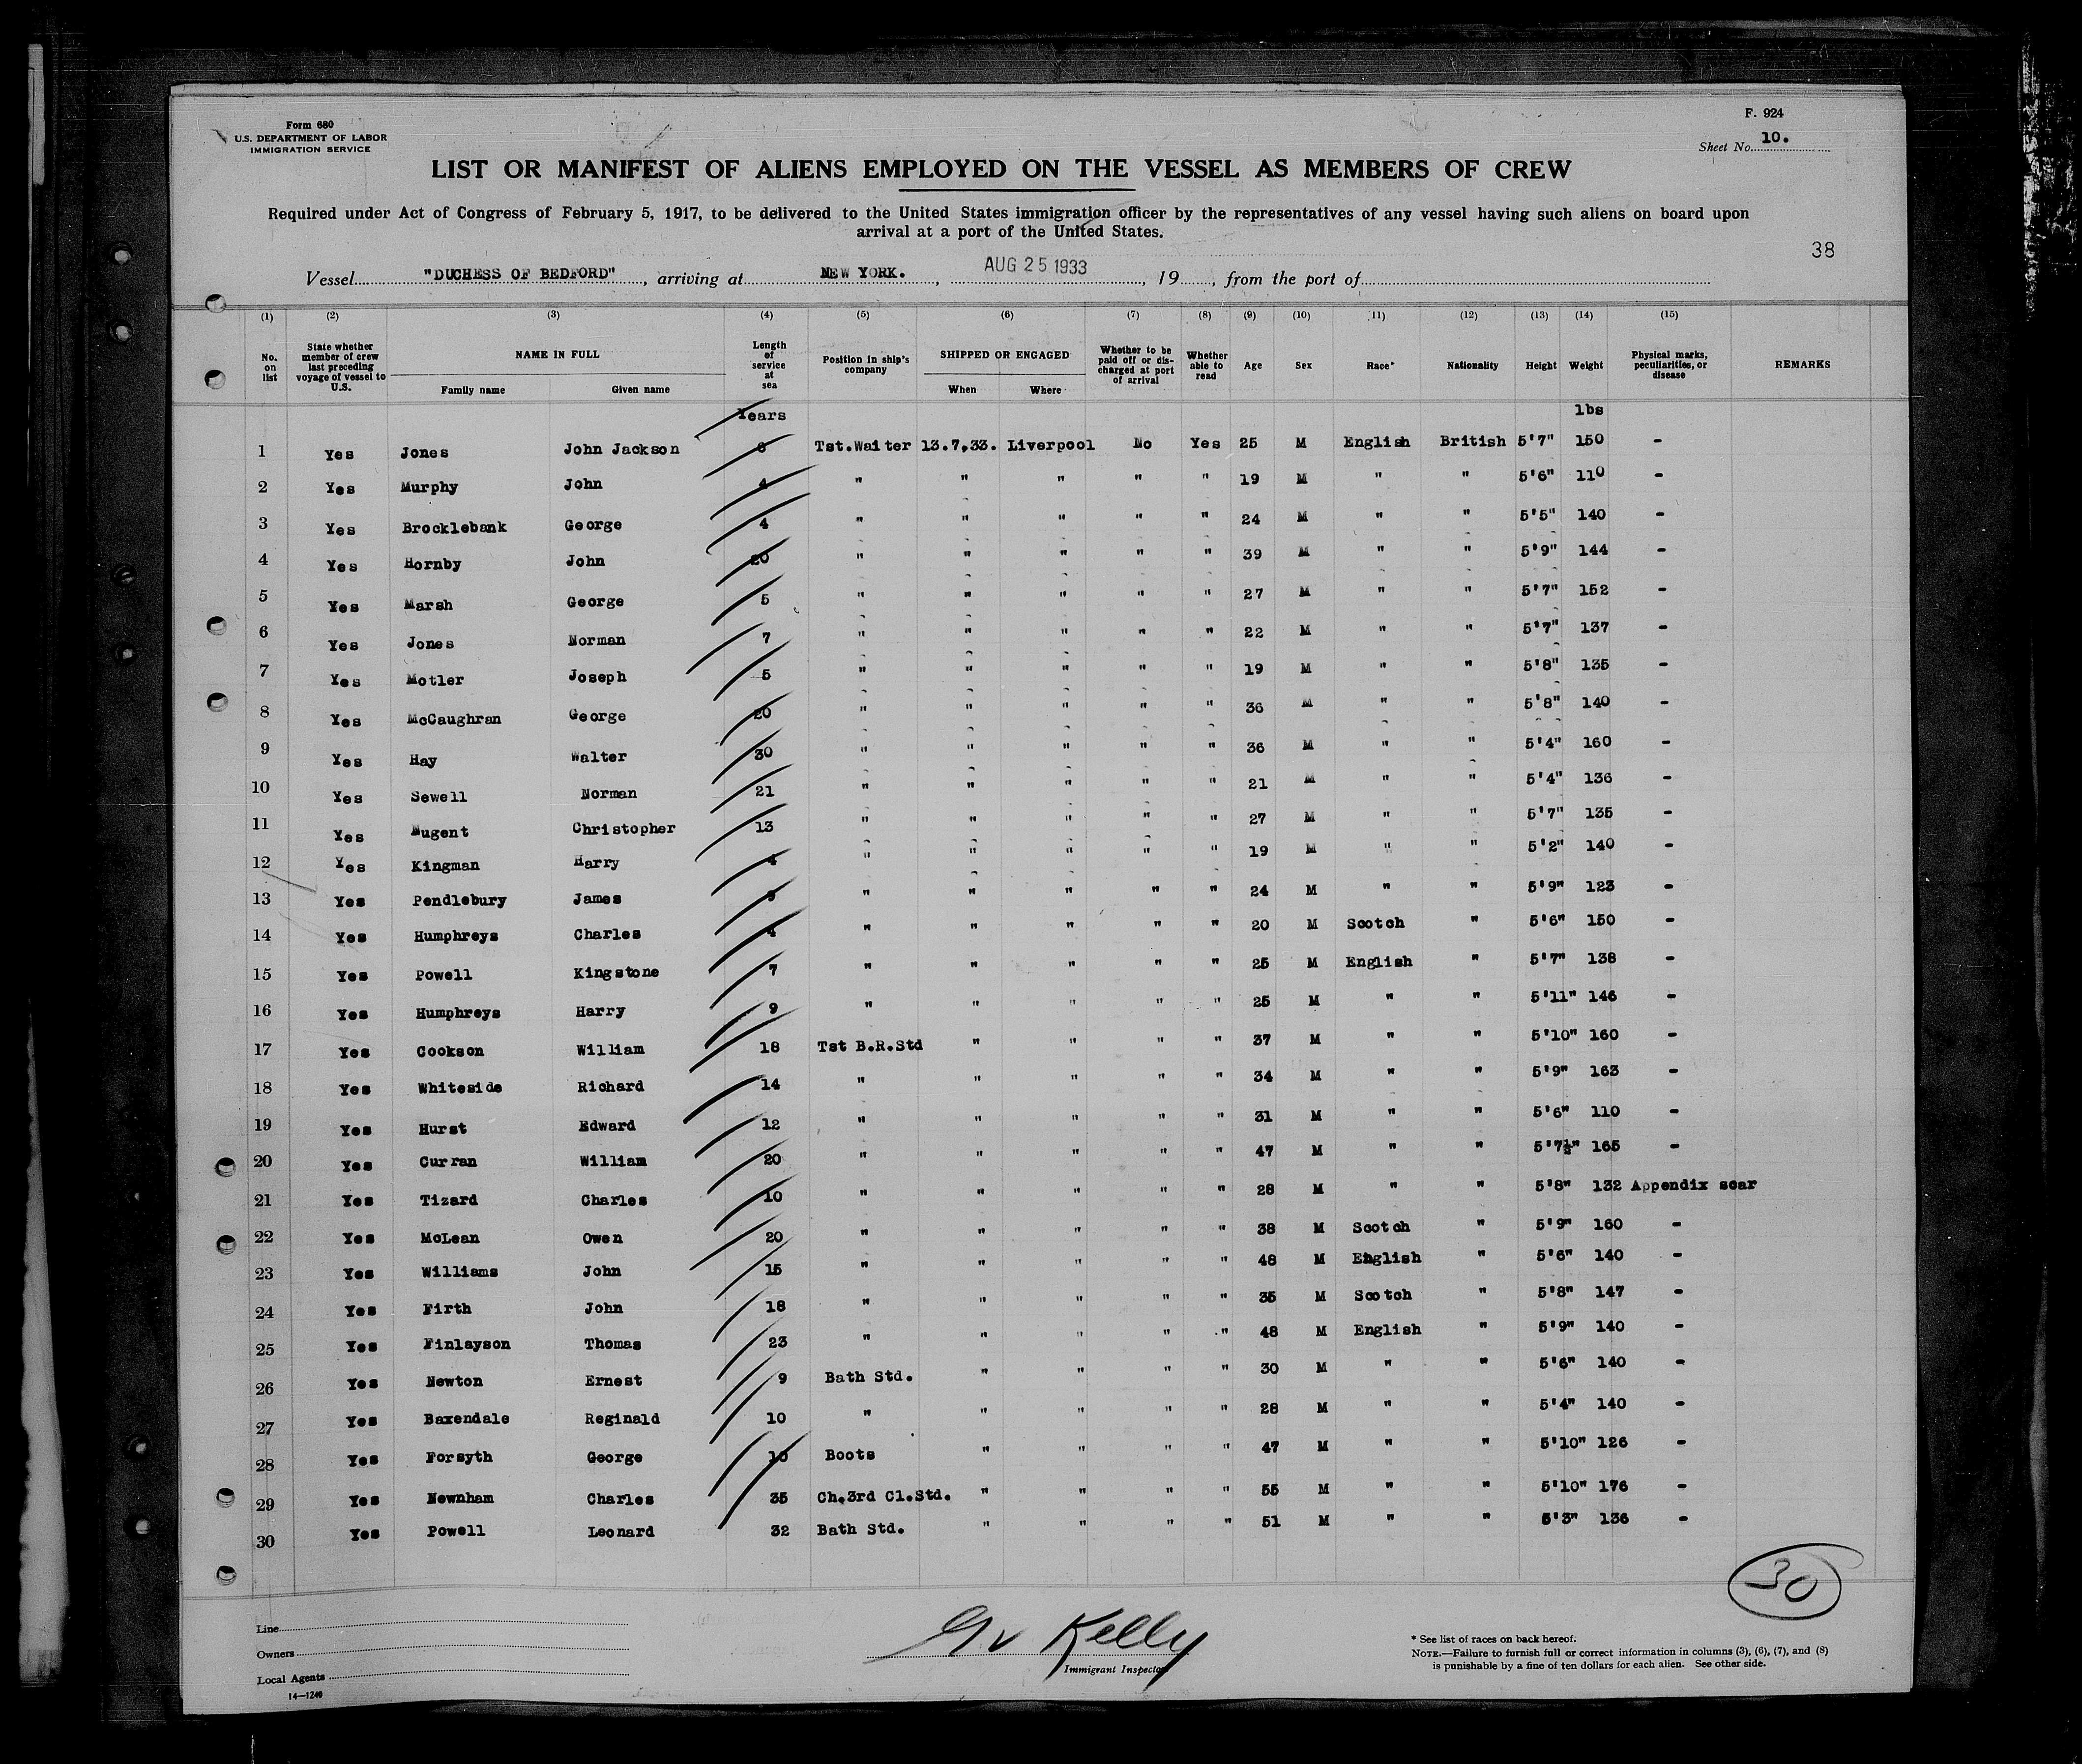 Form 680
U.S. DEPARTMENT OF LABOR
IMMIGRATION SERVICE
F. 924
Sheet No. 10.
LIST OR MANIFEST OF ALIENS EMPLOYED ON THE VESSEL AS MEMBERS OF CREW
Required under Act of Congress of February 5, 1917, to be delivered to the United States immigration officer by the representatives of any vessel having such aliens on board upon
arrival at a port of the United States.
38
Vessel "DUCHESS OF BEDFORD", arriving at NEW YORK., AUG 25 1933, 19, from the port of
(1) (2) (3) (4) (5) (6) (7) (8) (9) (10) (11) (12) (13) (14) (15)
No. on list State whether member of crew last preceding voyage of vessel to U.S. NAME IN FULL Family name Given name Length of service at sea Position in ship's company SHIPPED OR ENGAGED When Where Whether to be paid off or discharged at port of arrival Whether able to read Age Sex Race* Nationality Height Weight Physical marks, peculiarities, or disease REMARKS
Years lbs
1 Yes Jones John Jackson Tst.Waiter 13.7.33. Liverpool No Yes 25 M English British 5'7" 150 -
2 Yes Murphy John 4 " " " " " 19 M " " 5'6" 110 -
3 Yes Brocklebank George 4 " " " " " 24 M " " 5'5" 140 -
4 Yes Hornby John 20 " " " " " 39 M " " 5'9" 144 -
5 Yes Marsh George 5 " " " " " 27 M " " 5'7" 152 -
6 Yes Jones Norman 7 " " " " " 22 M " " 5'7" 137 -
7 Yes Motler Joseph 5 " " " " " 19 M " " 5'8" 135 -
8 Yes McCaughran George 20 " " " " " 36 M " " 5'8" 140 -
9 Yes Hay Walter 30 " " " " " 36 M " " 5'4" 160 -
10 Yes Sewell Norman 21 " " " " " 21 M " " 5'4" 136 -
11 Yes Nugent Christopher 13 " " " " " 27 M " " 5'7" 135 -
12 Yes Kingman Harry 4 " " " " " 19 M " " 5'2" 140 -
13 Yes Pendlebury James " " " " " 24 M " " 5'9" 123 -
14 Yes Humphreys Charles 4 " " " " " 20 M Scotch " 5'6" 150 -
15 Yes Powell Kingstone 7 " " " " " 25 M English " 5'7" 138 -
16 Yes Humphreys Harry 9 " " " " " 25 M " " 5'11" 146 -
17 Yes Cookson William 18 Tst B.R.Std " " " " 37 M " " 5'10" 160 -
18 Yes Whiteside Richard 14 " " " " " 34 M " " 5'9" 163 -
19 Yes Hurst Edward 12 " " " " " 31 M " " 5'6" 110 -
20 Yes Curran William 20 " " " " " 47 M " " 5'7½" 165 -
21 Yes Tizard Charles 10 " " " " " 28 M " " 5'8" 132 Appendix scar
22 Yes McLean Owen 20 " " " " " 38 M Scotch " 5'9" 160 -
23 Yes Williams John 15 " " " " " 48 M English " 5'6" 140 -
24 Yes Firth John 18 " " " " " 35 M Scotch " 5'8" 147 -
25 Yes Finlayson Thomas 23 " " " " " 48 M English " 5'9" 140 -
26 Yes Newton Ernest 9 Bath Std. " " " " 30 M " " 5'6" 140 -
27 Yes Baxendale Reginald 10 " " " " " 28 M " " 5'4" 140 -
28 Yes Forsyth George 10 Boots " " " " 47 M " " 5'10" 126 -
29 Yes Newnham Charles 35 Ch.3rd Cl.Std. " " " " 55 M " " 5'10" 176 -
30 Yes Powell Leonard 32 Bath Std. " " " " 51 M " " 5'3" 136 -
30
Line
Owners
Local Agents
14—1240
Kelly
Immigrant Inspector
* See list of races on back hereof.
NOTE.—Failure to furnish full or correct information in columns (3), (6), (7), and (8)
is punishable by a fine of ten dollars for each alien. See other side.